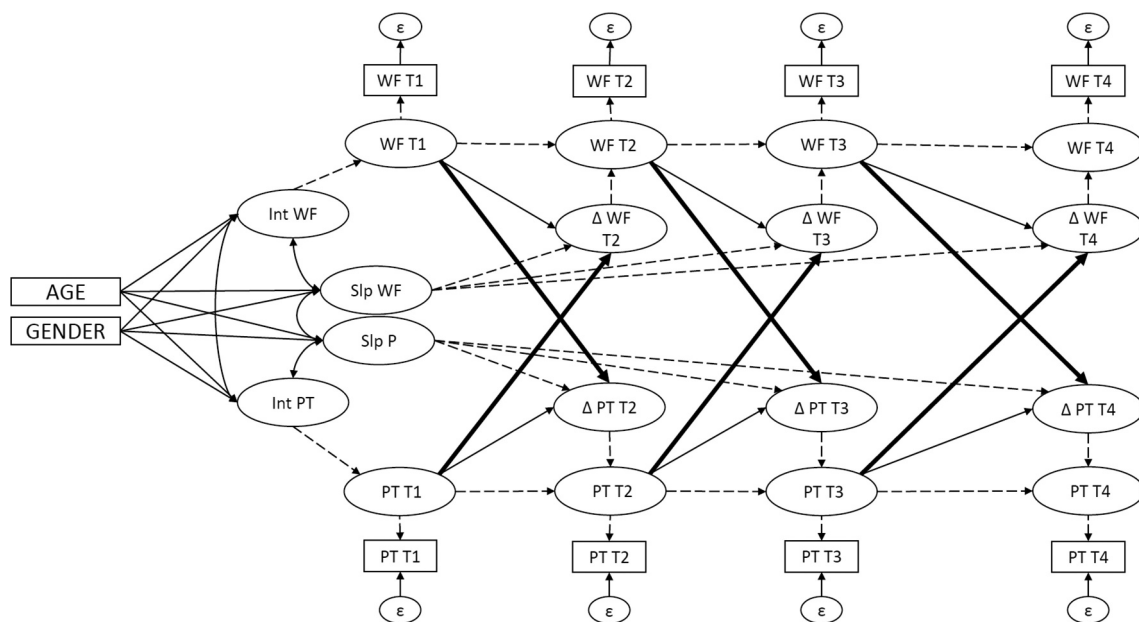 ε ε ε ε
WF T1 WF T2 WF T3 WF T4
WF T1 WF T2 WF T3 WF T4
Int WF
Δ WF
T2
Δ WF
T3
Δ WF
T4
AGE
Slp WF
GENDER
Slp P
Int PT
Δ PT T2 Δ PT T3 Δ PT T4
PT T1 PT T2 PT T3 PT T4
PT T1 PT T2 PT T3 PT T4
ε ε ε ε